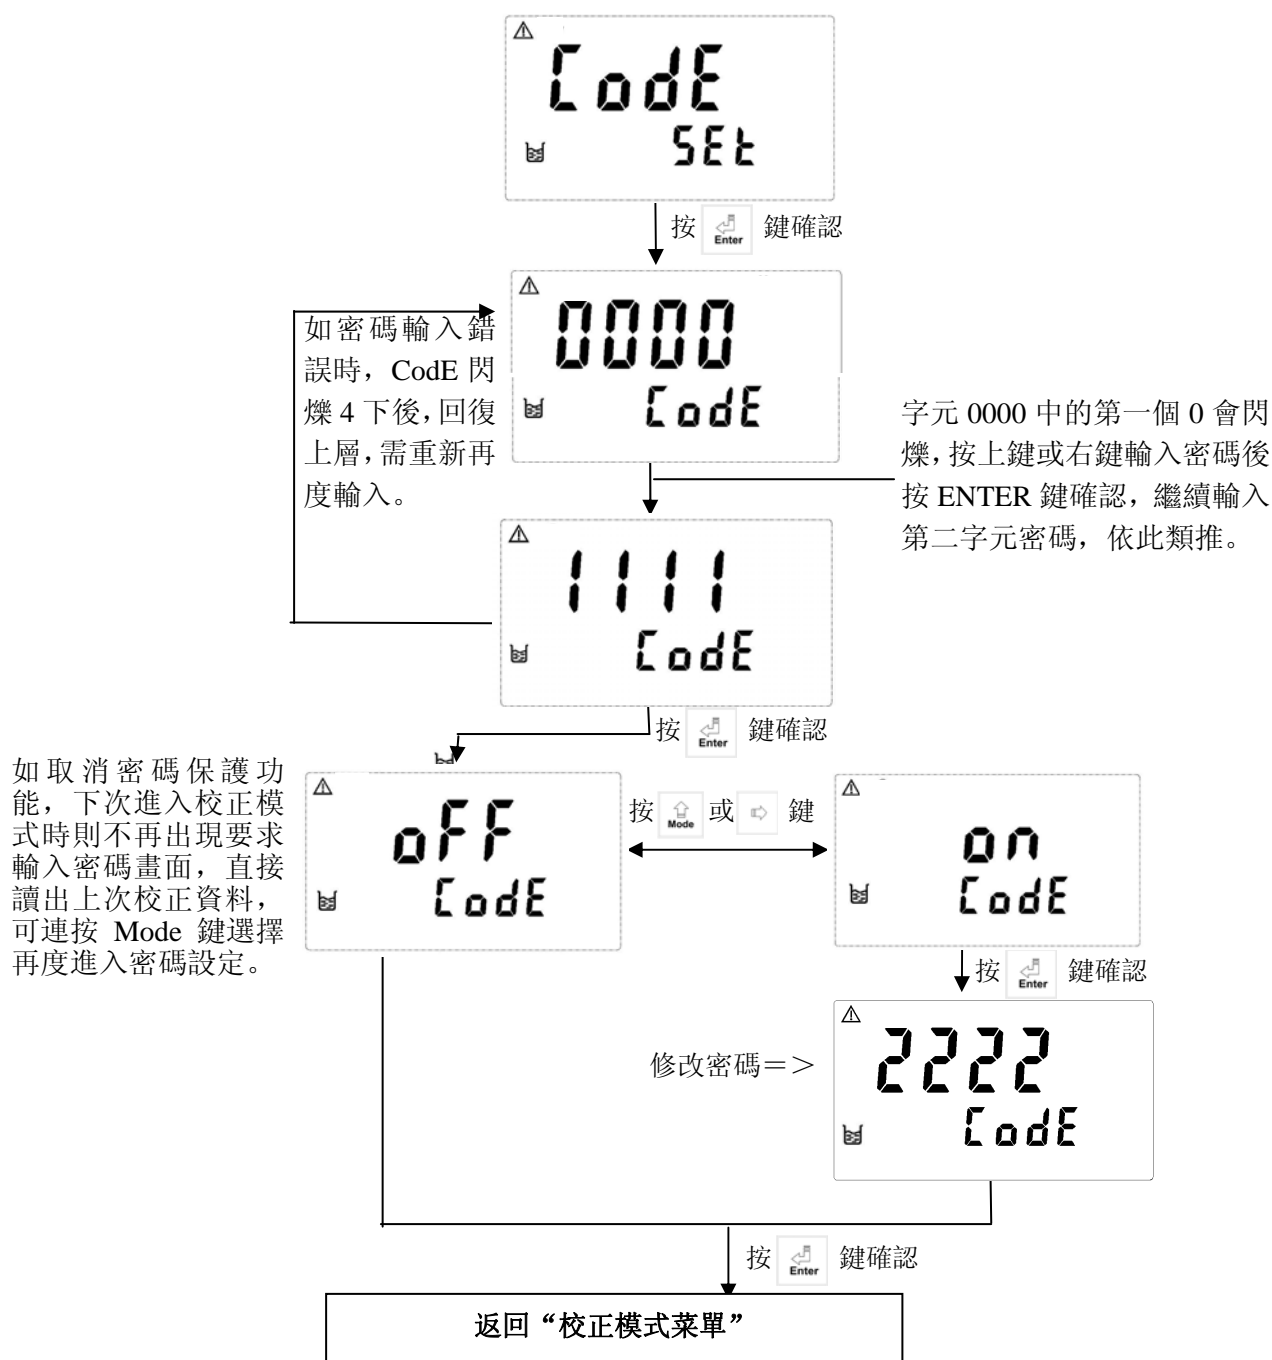 CodE
SEt
按 Enter 鍵確認
0000
CodE
如密碼輸入錯
誤時，CodE 閃
爍 4 下後，回復
上層，需重新再
度輸入。
字元 0000 中的第一個 0 會閃
爍，按上鍵或右鍵輸入密碼後
按 ENTER 鍵確認，繼續輸入
第二字元密碼，依此類推。
1111
CodE
按 Enter 鍵確認
如取消密碼保護功
能，下次進入校正模
式時則不再出現要求
輸入密碼畫面，直接
讀出上次校正資料，
可連按 Mode 鍵選擇
再度進入密碼設定。
oFF
CodE
按 Mode 或 鍵
on
CodE
按 Enter 鍵確認
修改密碼＝＞
2222
CodE
按 Enter 鍵確認
返回“校正模式菜單”